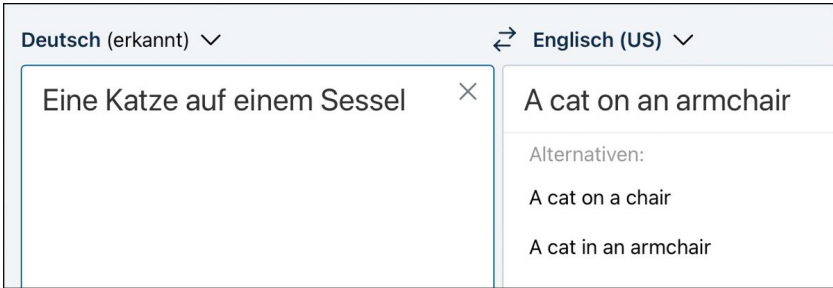 Deutsch (erkannt)
Englisch (US)
Eine Katze auf einem Sessel
A cat on an armchair
Alternativen:
A cat on a chair
A cat in an armchair